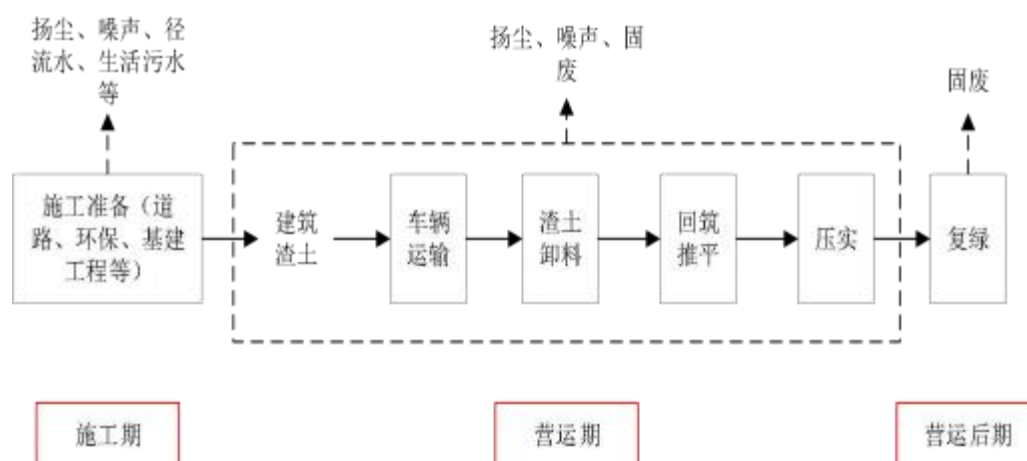 扬尘、噪声、径
流水、生活污水
等
扬尘、噪声、固
废
固废
施工准备（道
路、环保、基建
工程等）
建筑
渣土
车辆
运输
渣土
卸料
回筑
推平
压实
复绿
施工期
营运期
营运后期